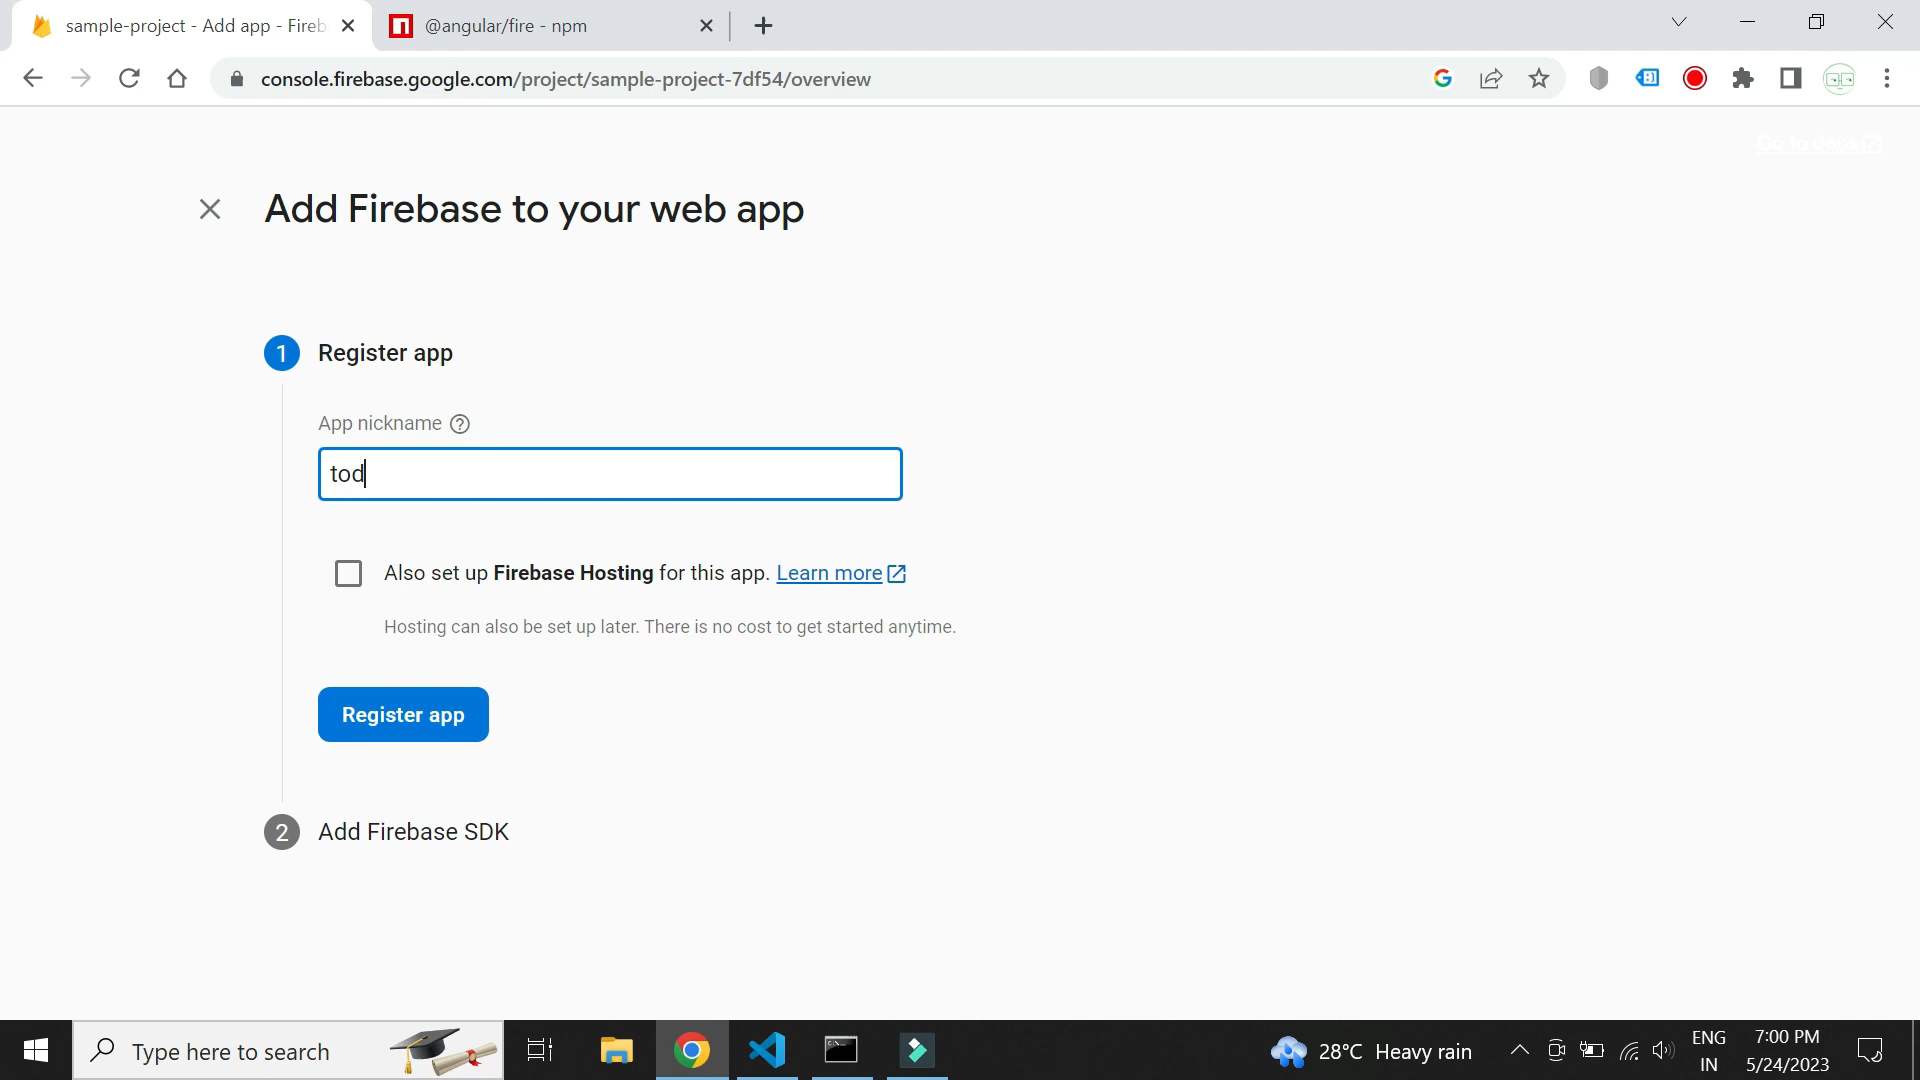 sample-project - Add app - Fireb
@angular/fire - npm
console.firebase.google.com/project/sample-project-7df54/overview
Go to docs
Add Firebase to your web app
1 Register app
App nickname
tod
Also set up Firebase Hosting for this app. Learn more
Hosting can also be set up later. There is no cost to get started anytime.
Register app
2 Add Firebase SDK
Type here to search
28°C Heavy rain
ENG
IN
7:00 PM
5/24/2023